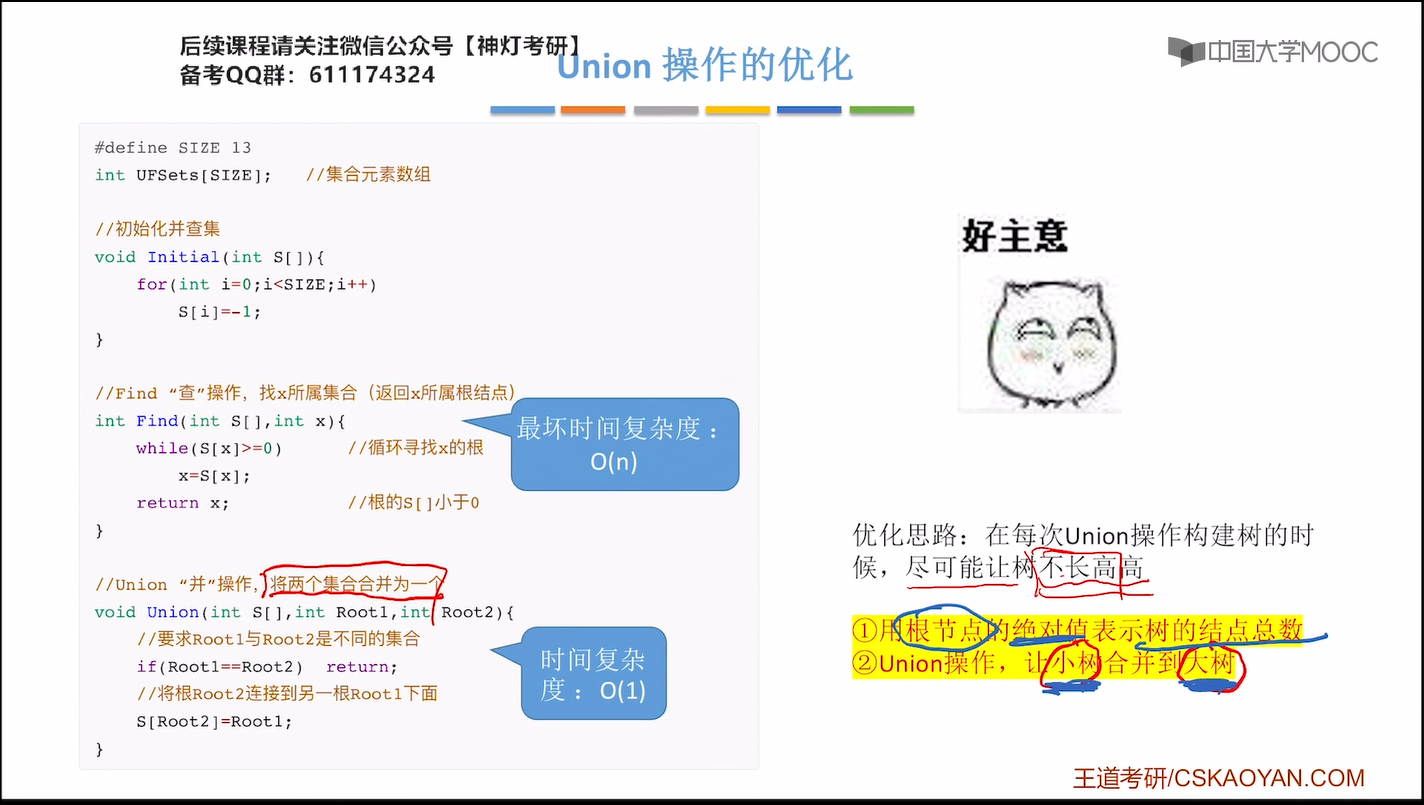 后续课程请关注微信公众号【神灯考研】
备考QQ群：611174324
Union 操作的优化
中国大学MOOC
#define SIZE 13
int UFSets[SIZE];   //集合元素数组
//初始化并查集
void Initial(int S[]){
    for(int i=0;i<SIZE;i++)
        S[i]=-1;
}
//Find “查”操作，找x所属集合（返回x所属根结点）
int Find(int S[],int x){
    while(S[x]>=0)      //循环寻找x的根
        x=S[x];
    return x;           //根的S[]小于0
}
最坏时间复杂度：
O(n)
//Union “并”操作，将两个集合合并为一个
void Union(int S[],int Root1,int Root2){
    //要求Root1与Root2是不同的集合
    if(Root1==Root2)  return;
    //将根Root2连接到另一根Root1下面
    S[Root2]=Root1;
}
时间复杂
度：O(1)
好主意
优化思路：在每次Union操作构建树的时
候，尽可能让树不长高高
①用根节点的绝对值表示树的结点总数
②Union操作，让小树合并到大树
王道考研/CSKAOYAN.COM